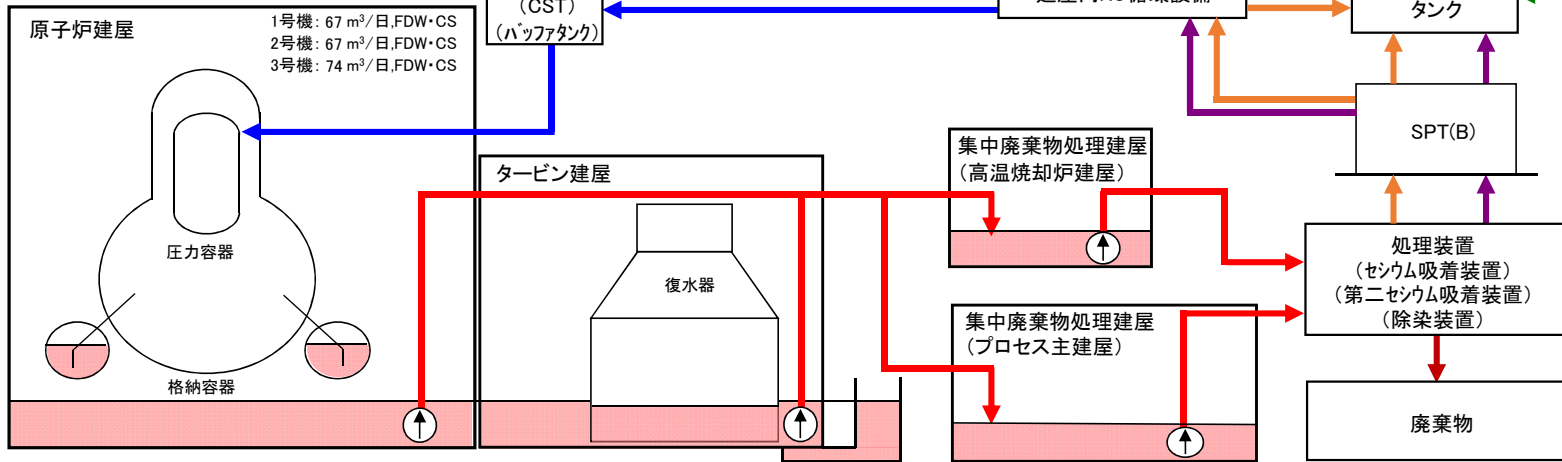 (CST)
(バッファタンク)
タンク
原子炉建屋
1号機: 67 m³/日,FDW・CS
2号機: 67 m³/日,FDW・CS
3号機: 74 m³/日,FDW・CS
SPT(B)
集中廃棄物処理建屋
(高温焼却炉建屋)
タービン建屋
圧力容器
復水器
処理装置
(セシウム吸着装置)
(第二セシウム吸着装置)
(除染装置)
集中廃棄物処理建屋
(プロセス主建屋)
格納容器
廃棄物